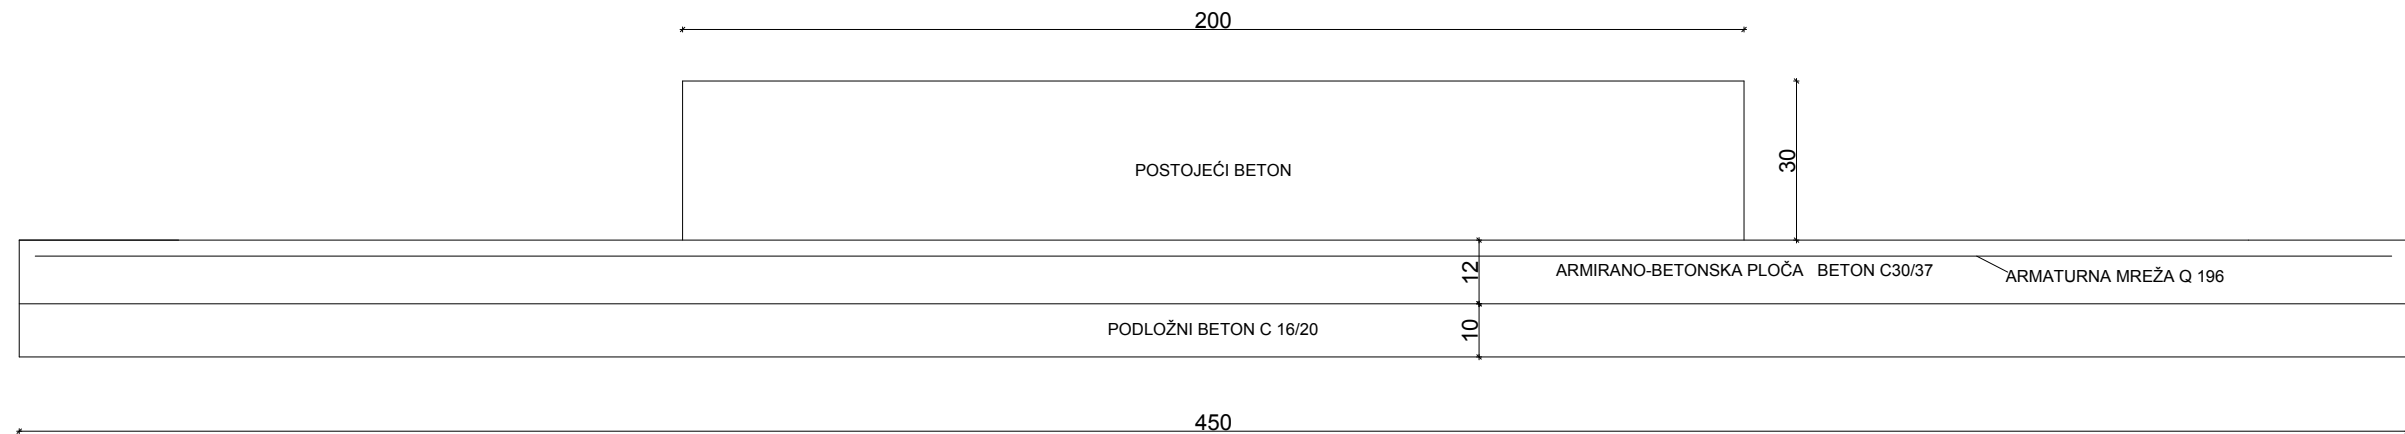 200
POSTOJEĆI BETON
30
12
ARMIRANO-BETONSKA PLOČA   BETON C30/37
ARMATURNA MREŽA Q 196
PODLOŽNI BETON C 16/20
10
450